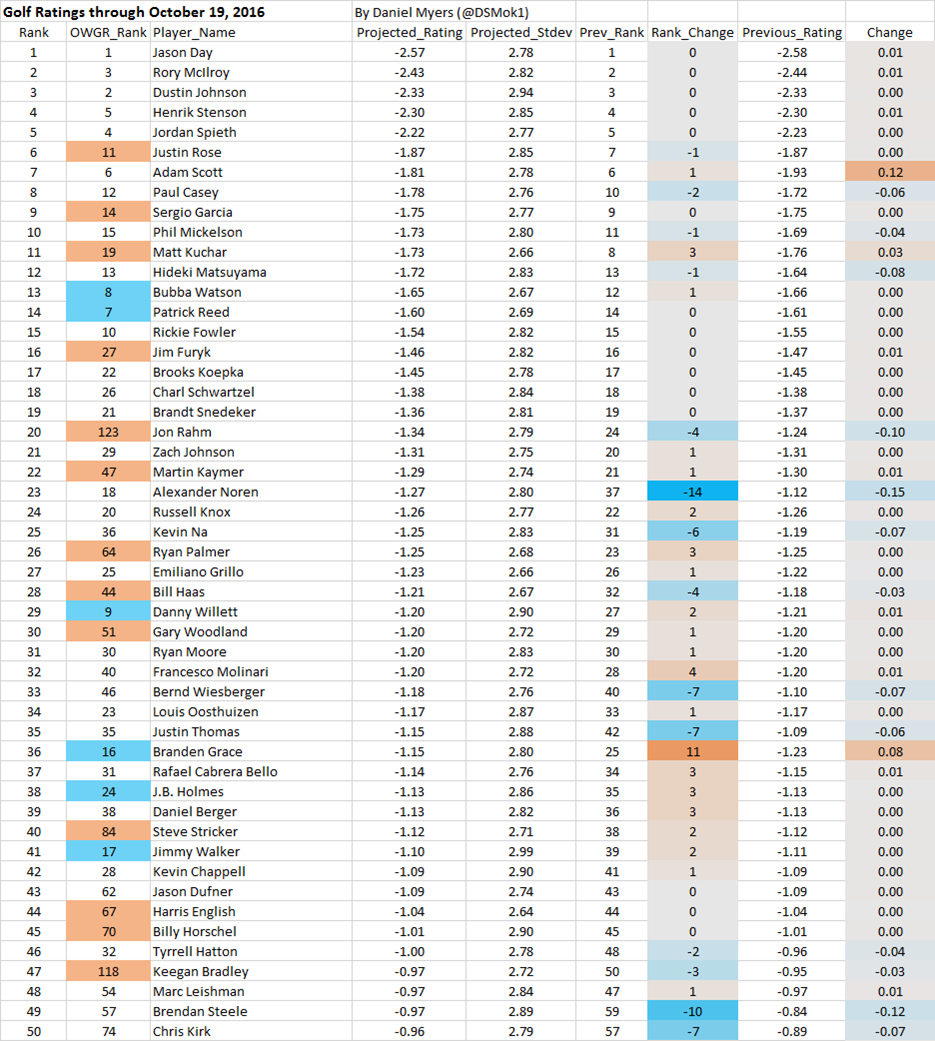 Golf Ratings through October 19, 2016 By Daniel Myers (@DSMok1)
Rank OWGR_Rank Player_Name Projected_Rating Projected_Stdev Prev_Rank Rank_Change Previous_Rating Change
1 1 Jason Day -2.57 2.78 1 0 -2.58 0.01
2 3 Rory McIlroy -2.43 2.82 2 0 -2.44 0.01
3 2 Dustin Johnson -2.33 2.94 3 0 -2.33 0.00
4 5 Henrik Stenson -2.30 2.85 4 0 -2.30 0.01
5 4 Jordan Spieth -2.22 2.77 5 0 -2.23 0.00
6 11 Justin Rose -1.87 2.85 7 -1 -1.87 0.00
7 6 Adam Scott -1.81 2.78 6 1 -1.93 0.12
8 12 Paul Casey -1.78 2.76 10 -2 -1.72 -0.06
9 14 Sergio Garcia -1.75 2.77 9 0 -1.75 0.00
10 15 Phil Mickelson -1.73 2.80 11 -1 -1.69 -0.04
11 19 Matt Kuchar -1.73 2.66 8 3 -1.76 0.03
12 13 Hideki Matsuyama -1.72 2.83 13 -1 -1.64 -0.08
13 8 Bubba Watson -1.65 2.67 12 1 -1.66 0.00
14 7 Patrick Reed -1.60 2.69 14 0 -1.61 0.00
15 10 Rickie Fowler -1.54 2.82 15 0 -1.55 0.00
16 27 Jim Furyk -1.46 2.82 16 0 -1.47 0.01
17 22 Brooks Koepka -1.45 2.78 17 0 -1.45 0.00
18 26 Charl Schwartzel -1.38 2.84 18 0 -1.38 0.00
19 21 Brandt Snedeker -1.36 2.81 19 0 -1.37 0.00
20 123 Jon Rahm -1.34 2.79 24 -4 -1.24 -0.10
21 29 Zach Johnson -1.31 2.75 20 1 -1.31 0.00
22 47 Martin Kaymer -1.29 2.74 21 1 -1.30 0.01
23 18 Alexander Noren -1.27 2.80 37 -14 -1.12 -0.15
24 20 Russell Knox -1.26 2.77 22 2 -1.26 0.00
25 36 Kevin Na -1.25 2.83 31 -6 -1.19 -0.07
26 64 Ryan Palmer -1.25 2.68 23 3 -1.25 0.00
27 25 Emiliano Grillo -1.23 2.66 26 1 -1.22 0.00
28 44 Bill Haas -1.21 2.67 32 -4 -1.18 -0.03
29 9 Danny Willett -1.20 2.90 27 2 -1.21 0.01
30 51 Gary Woodland -1.20 2.72 29 1 -1.20 0.00
31 30 Ryan Moore -1.20 2.83 30 1 -1.20 0.00
32 40 Francesco Molinari -1.20 2.72 28 4 -1.20 0.01
33 46 Bernd Wiesberger -1.18 2.76 40 -7 -1.10 -0.07
34 23 Louis Oosthuizen -1.17 2.87 33 1 -1.17 0.00
35 35 Justin Thomas -1.15 2.88 42 -7 -1.09 -0.06
36 16 Branden Grace -1.15 2.80 25 11 -1.23 0.08
37 31 Rafael Cabrera Bello -1.14 2.76 34 3 -1.15 0.01
38 24 J.B. Holmes -1.13 2.86 35 3 -1.13 0.00
39 38 Daniel Berger -1.13 2.82 36 3 -1.13 0.00
40 84 Steve Stricker -1.12 2.71 38 2 -1.12 0.00
41 17 Jimmy Walker -1.10 2.99 39 2 -1.11 0.00
42 28 Kevin Chappell -1.09 2.90 41 1 -1.09 0.00
43 62 Jason Dufner -1.09 2.74 43 0 -1.09 0.00
44 67 Harris English -1.04 2.64 44 0 -1.04 0.00
45 70 Billy Horschel -1.01 2.90 45 0 -1.01 0.00
46 32 Tyrrell Hatton -1.00 2.78 48 -2 -0.96 -0.04
47 118 Keegan Bradley -0.97 2.72 50 -3 -0.95 -0.03
48 54 Marc Leishman -0.97 2.84 47 1 -0.97 0.01
49 57 Brendan Steele -0.97 2.89 59 -10 -0.84 -0.12
50 74 Chris Kirk -0.96 2.79 57 -7 -0.89 -0.07